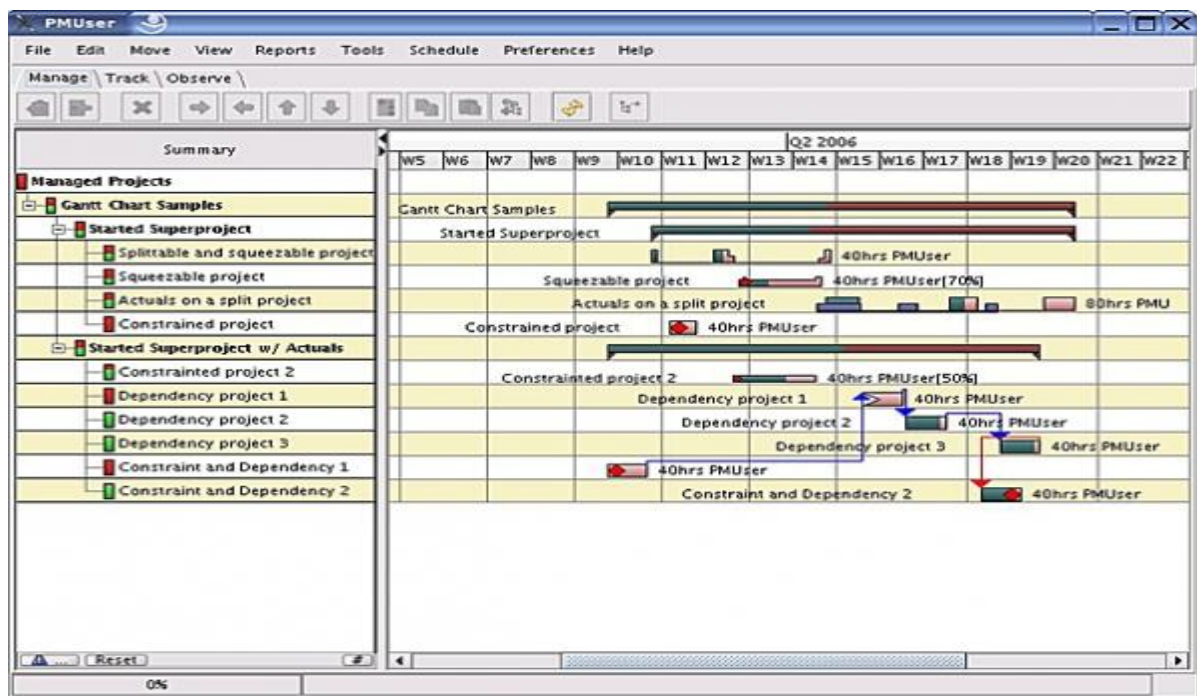 PMUser
File Edit Move View Reports Tools Schedule Preferences Help
Manage \ Track \ Observe \
Summary
Q2 2006
W5 W6 W7 W8 W9 W10 W11 W12 W13 W14 W15 W16 W17 W18 W19 W20 W21 W22
Managed Projects
Gantt Chart Samples Gantt Chart Samples
Started Superproject Started Superproject
Splittable and squeezable project 40hrs PMUser
Squeezable project Squeezable project 40hrs PMUser[70%]
Actuals on a split project Actuals on a split project 80hrs PMU
Constrained project Constrained project 40hrs PMUser
Started Superproject w/ Actuals
Constrainted project 2 Constrainted project 2 40hrs PMUser[50%]
Dependency project 1 Dependency project 1 40hrs PMUser
Dependency project 2 Dependency project 2 40hrs PMUser
Dependency project 3 Dependency project 3 40hrs PMUser
Constraint and Dependency 1 40hrs PMUser
Constraint and Dependency 2 Constraint and Dependency 2 40hrs PMUser
... Reset #
0%